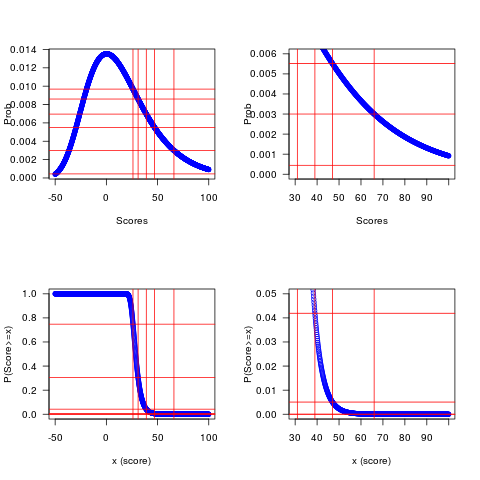 0.014
0.012
0.010
0.008
0.006
0.004
0.002
0.000
Prob
-50 0 50 100
Scores
0.006
0.005
0.004
0.003
0.002
0.001
0.000
Prob
30 40 50 60 70 80 90
Scores
1.0
0.8
0.6
0.4
0.2
0.0
P(Score>=x)
-50 0 50 100
x (score)
0.05
0.04
0.03
0.02
0.01
0.00
P(Score>=x)
30 40 50 60 70 80 90
x (score)